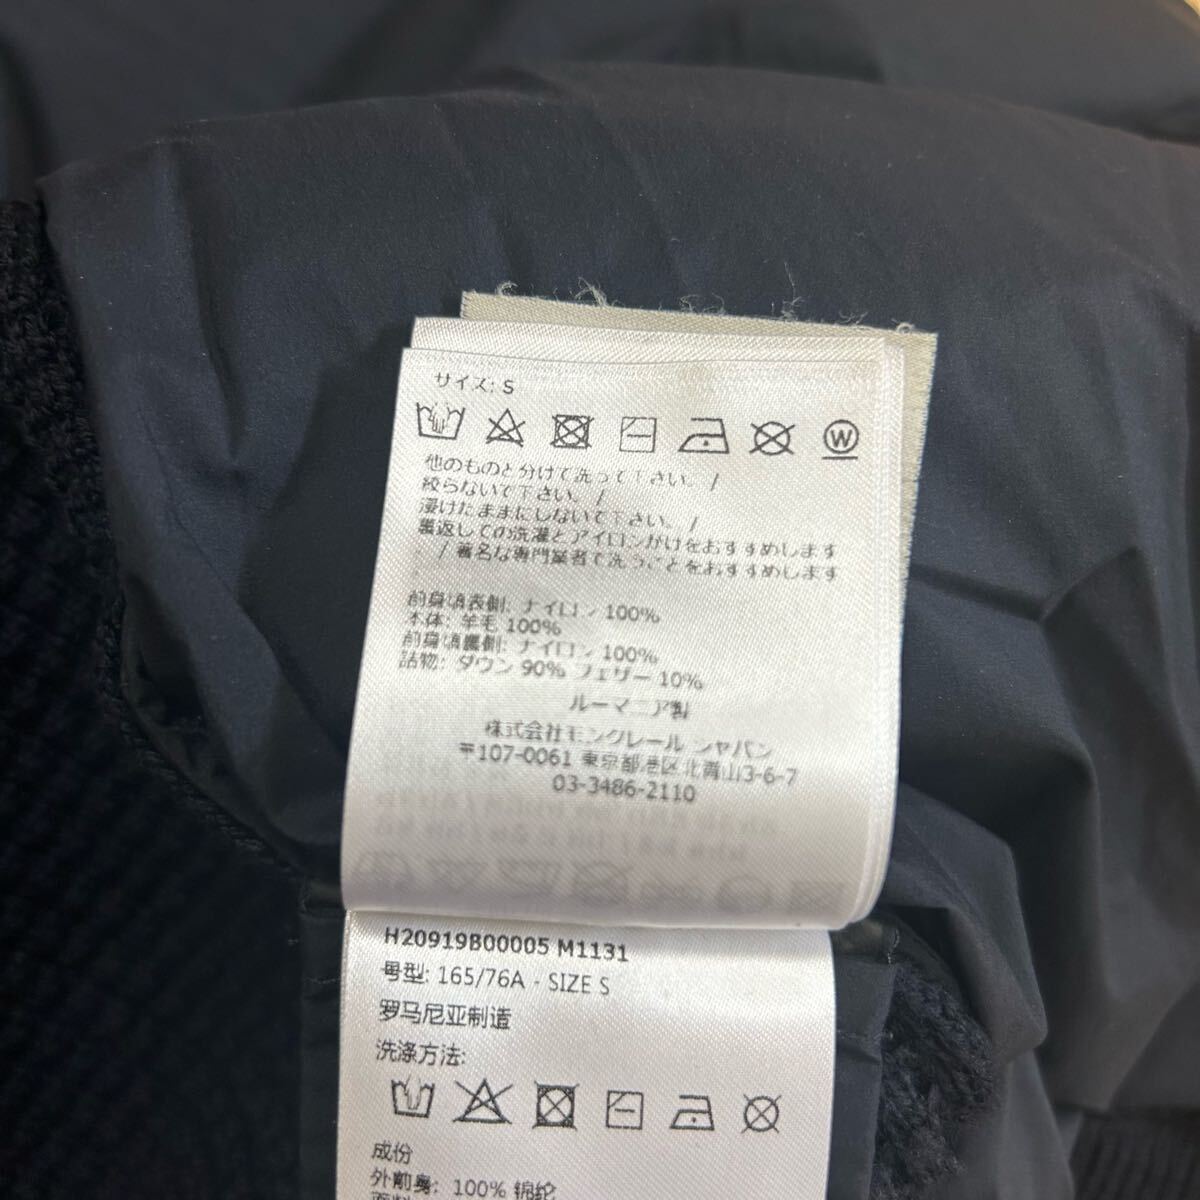 サイズ: S
W
他のものと分けて洗って下さい。/
絞らないで下さい。/
浸けたままにしないで下さい。/
裏返しての洗濯とアイロンかけをおすすめします
/ 著名な専門業者で洗うことをおすすめします
前身頃表側: ナイロン 100%
本体: 羊毛 100%
前身頃裏側: ナイロン 100%
詰物: ダウン 90% フェザー 10%
ルーマニア製
株式会社モンクレール ジャパン
〒107-0061 東京都港区北青山3-6-7
03-3486-2110
H20919B00005 M1131
号型: 165/76A - SIZE S
罗马尼亚制造
洗涤方法:
成份
外前身: 100% 锦纶